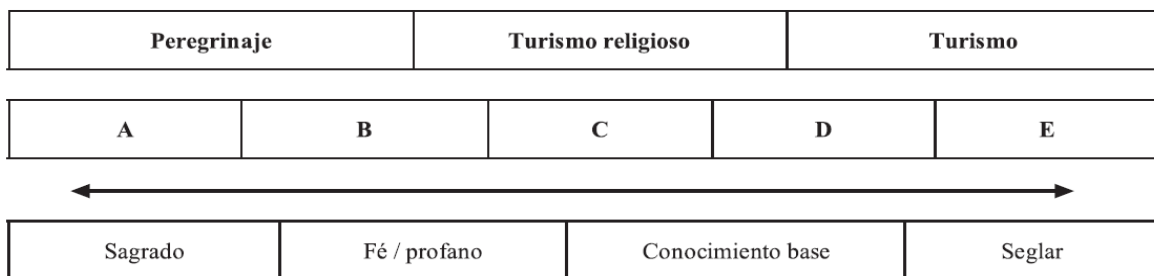 Peregrinaje Turismo religioso Turismo
A B C D E
Sagrado Fé / profano Conocimiento base Seglar